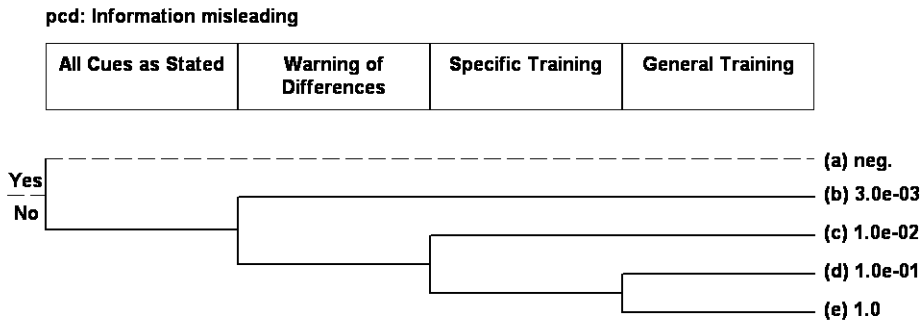 pcd: Information misleading
All Cues as Stated
Warning of
Differences
Specific Training
General Training
(a) neg.
Yes
(b) 3.0e-03
No
(c) 1.0e-02
(d) 1.0e-01
(e) 1.0